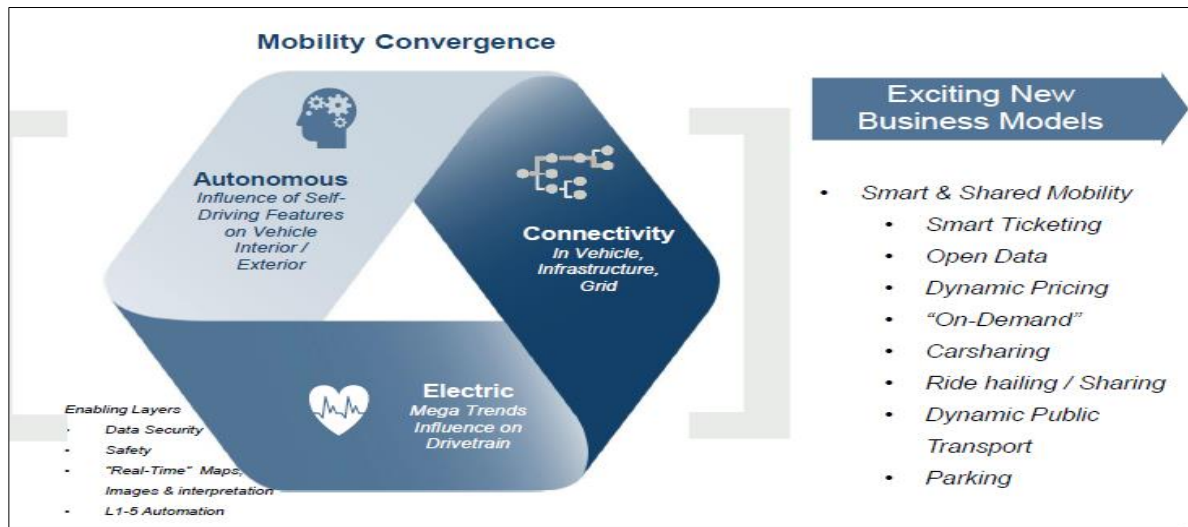 Mobility Convergence
Autonomous
Influence of Self-
Driving Features
on Vehicle
Interior /
Exterior
Connectivity
In Vehicle,
Infrastructure,
Grid
Electric
Mega Trends
Influence on
Drivetrain
Enabling Layers
- Data Security
- Safety
- "Real-Time" Maps,
Images & interpretation
- L1-5 Automation
Exciting New
Business Models
• Smart & Shared Mobility
• Smart Ticketing
• Open Data
• Dynamic Pricing
• "On-Demand"
• Carsharing
• Ride hailing / Sharing
• Dynamic Public
Transport
• Parking